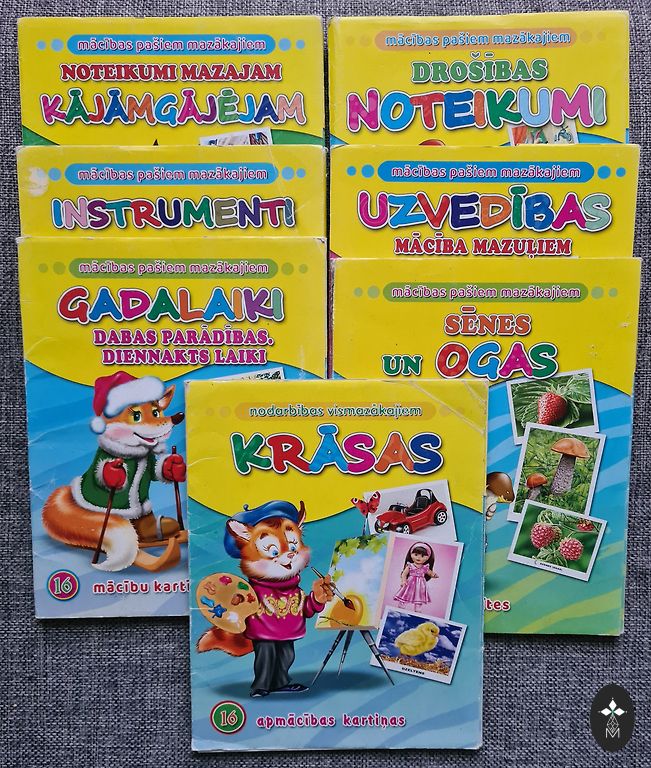 mācības pašiem mazākajiem
NOTEIKUMI MAZAJAM
KĀJĀMGĀJĒJAM
mācības pašiem mazākajiem
DROŠĪBAS
NOTEIKUMI
mācības pašiem mazākajiem
INSTRUMENTI
mācības pašiem mazākajiem
UZVEDĪBAS
MĀCĪBA MAZUĻIEM
mācības pašiem mazākajiem
GADALAIKI
DABAS PARĀDĪBAS.
DIENNAKTS LAIKI
16 mācību kartiņ
mācības pašiem mazākajiem
SĒNES
UN OGAS
tes
nodarbības vismazākajiem
KRĀSAS
DZELTENS
16 apmācības kartiņas
M